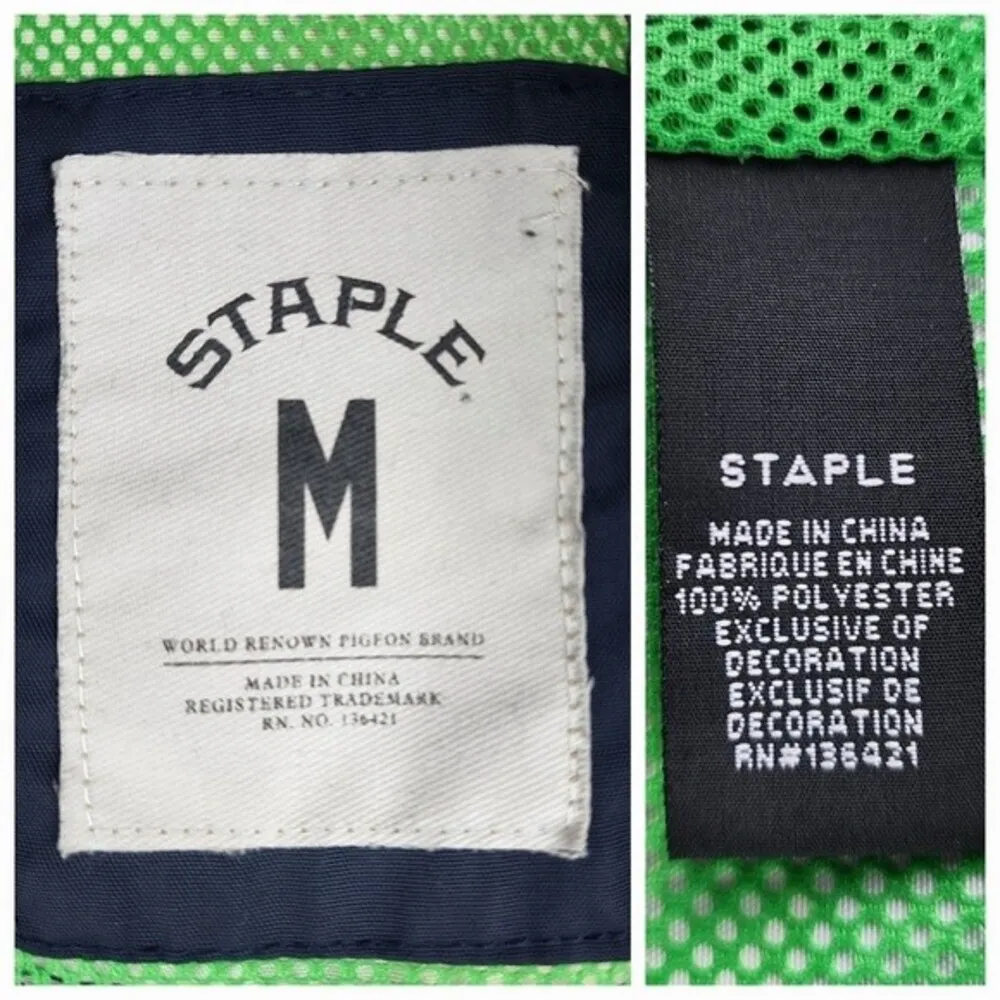 STAPLE
M
WORLD RENOWN PIGEON BRAND
MADE IN CHINA
REGISTERED TRADEMARK
RN. NO. 136421
STAPLE
MADE IN CHINA
FABRIQUE EN CHINE
100% POLYESTER
EXCLUSIVE OF
DECORATION
EXCLUSIF DE
DECORATION
RN#136421